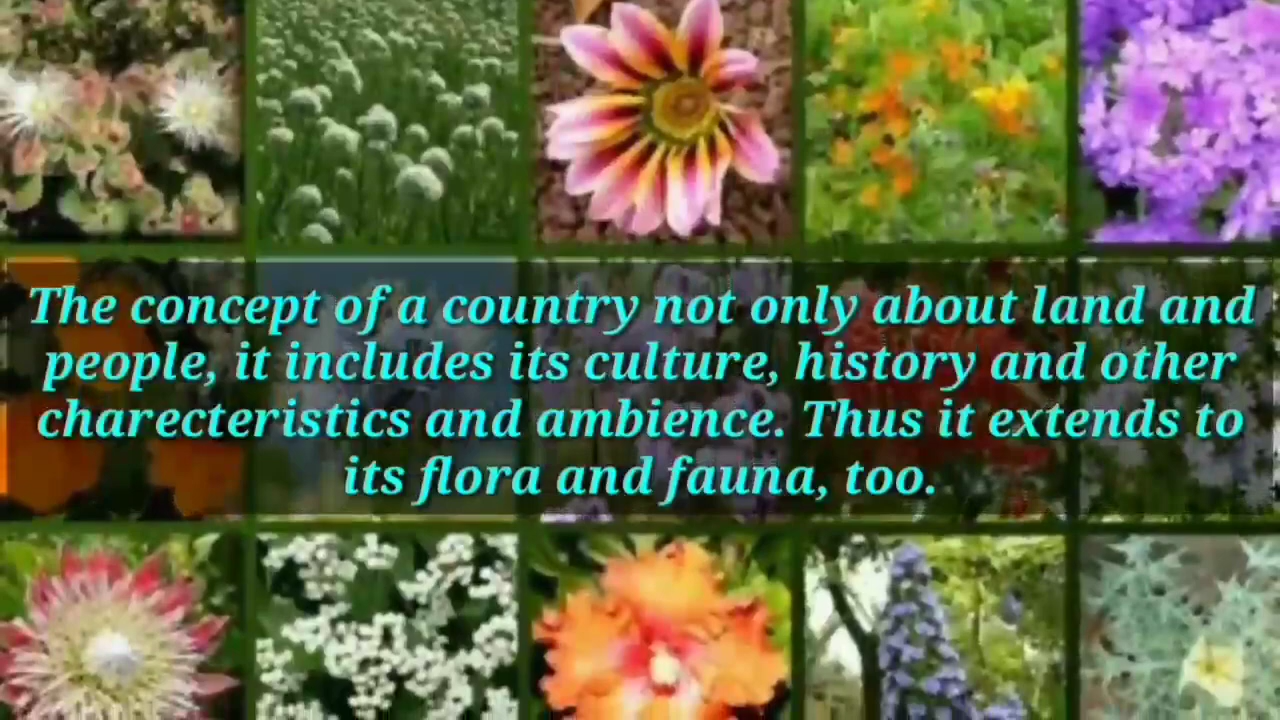 The concept of a country not only about land and
people, it includes its culture, history and other
charecteristics and ambience. Thus it extends to
its flora and fauna, too.